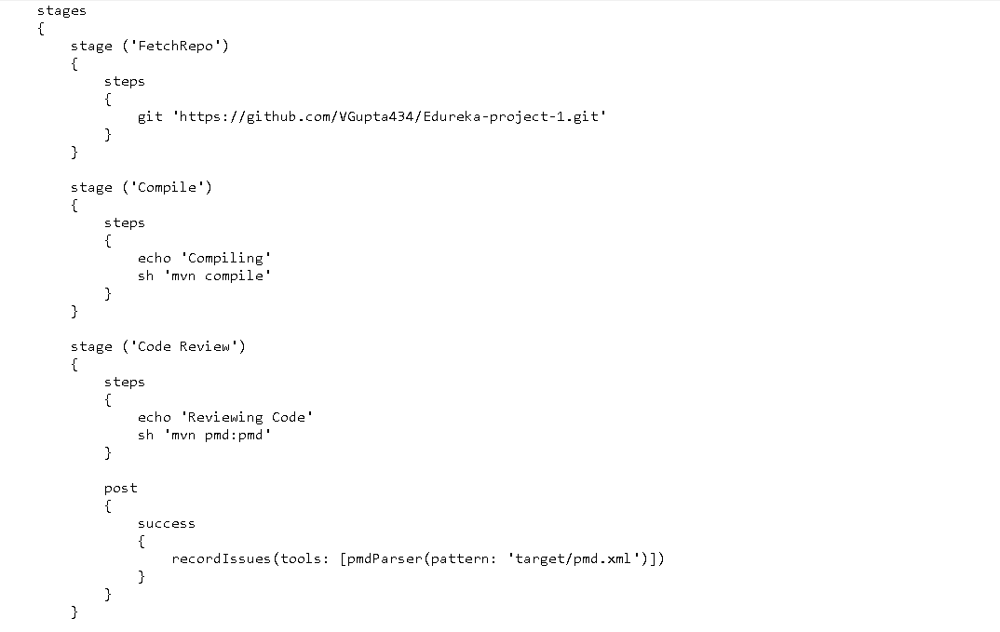 stages
{
stage ('FetchRepo')
{
steps
{
git 'https://github.com/VGupta434/Edureka-project-1.git'
}
}
stage ('Compile')
{
steps
{
echo 'Compiling'
sh 'mvn compile'
}
}
stage ('Code Review')
{
steps
{
echo 'Reviewing Code'
sh 'mvn pmd:pmd'
}
post
{
success
{
recordIssues(tools: [pmdParser(pattern: 'target/pmd.xml')])
}
}
}